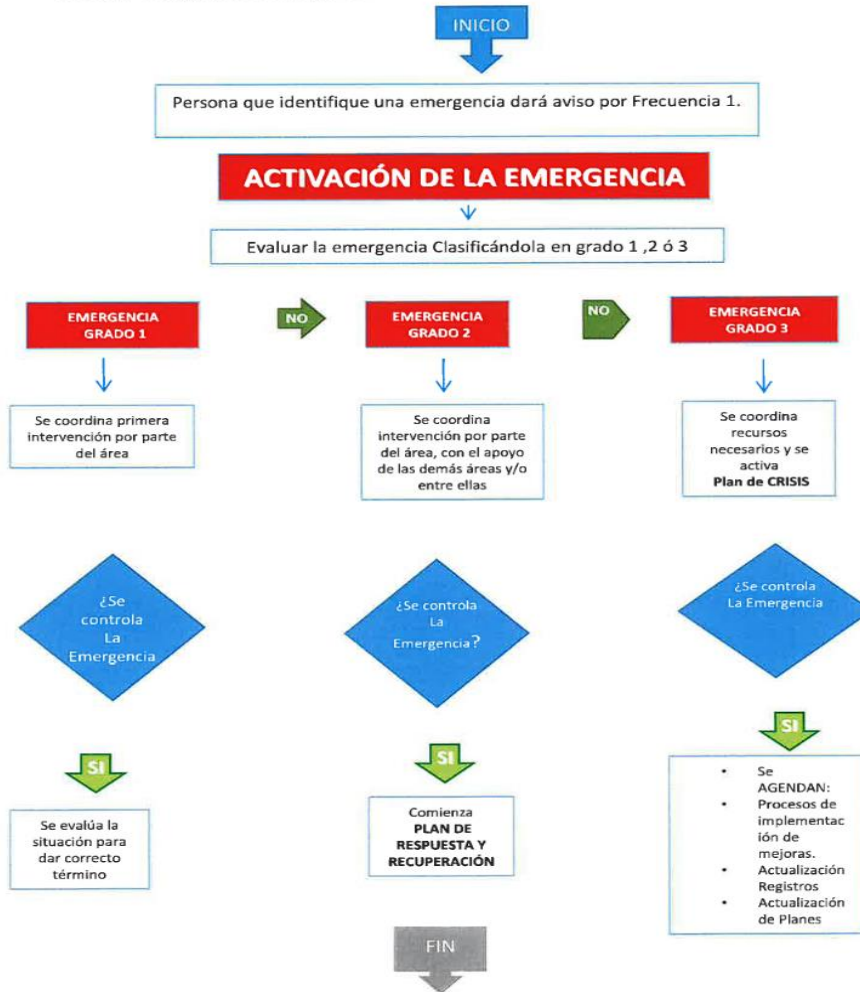 INICIO
Persona que identifique una emergencia dará aviso por Frecuencia 1.
ACTIVACIÓN DE LA EMERGENCIA
Evaluar la emergencia Clasificándola en grado 1 ,2 ó 3
EMERGENCIA
GRADO 1
NO
EMERGENCIA
GRADO 2
NO
EMERGENCIA
GRADO 3
Se coordina primera
intervención por parte
del área
Se coordina
intervención por parte
del área, con el apoyo
de las demás áreas y/o
entre ellas
Se coordina
recursos
necesarios y se
activa
Plan de CRISIS
¿Se
controla
La
Emergencia
¿Se controla
La
Emergencia?
¿Se controla
La Emergencia
SI
SI
SI
Se evalúa la
situación para
dar correcto
término
Comienza
PLAN DE
RESPUESTA Y
RECUPERACIÓN
• Se
AGENDAN:
• Procesos de
implementac
ión de
mejoras.
• Actualización
Registros
• Actualización
de Planes
FIN